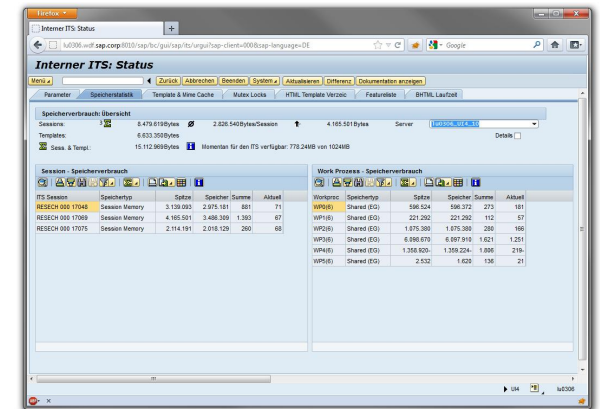 Firefox
Interner ITS: Status
lu0306.wdf.sap.corp:8010/sap/bc/gui/sap/its/urgui?sap-client=000&sap-language=DE
Google
Interner ITS: Status
Menü Zurück Abbrechen Beenden System Aktualisieren Differenz Dokumentation anzeigen
Parameter Speicherstatistik Template & Mime Cache Mutex Locks HTML Template Verzeic Featureliste BHTML Laufzeit
Speicherverbrauch: Übersicht
Sessions: 3 8.479.619Bytes 2.826.540Bytes/Session 4.165.501Bytes Server lu0306_UI4_10
Templates: 6.633.350Bytes Details
Sess. & Templ.: 15.112.969Bytes Momentan für den ITS verfügbar: 778.24MB von 1024MB
Session - Speicherverbrauch
ITS Session Speichertyp Spitze Speicher Summe Aktuell
RESECH 000 17048 Session Memory 3.139.093 2.975.181 881 71
RESECH 000 17069 Session Memory 4.165.501 3.486.309 1.393 67
RESECH 000 17075 Session Memory 2.114.191 2.018.129 260 68
Work Prozess - Speicherverbrauch
Workproc Speichertyp Spitze Speicher Summe Aktuell
WP0(6) Shared (EG) 596.524 596.372 273 181
WP1(6) Shared (EG) 221.292 221.292 112 57
WP2(6) Shared (EG) 1.075.380 1.075.380 280 166
WP3(6) Shared (EG) 6.098.670 6.097.910 1.621 1.251
WP4(6) Shared (EG) 1.358.920- 1.359.224- 1.806 219-
WP5(6) Shared (EG) 2.532 1.620 136 21
UI4 lu0306